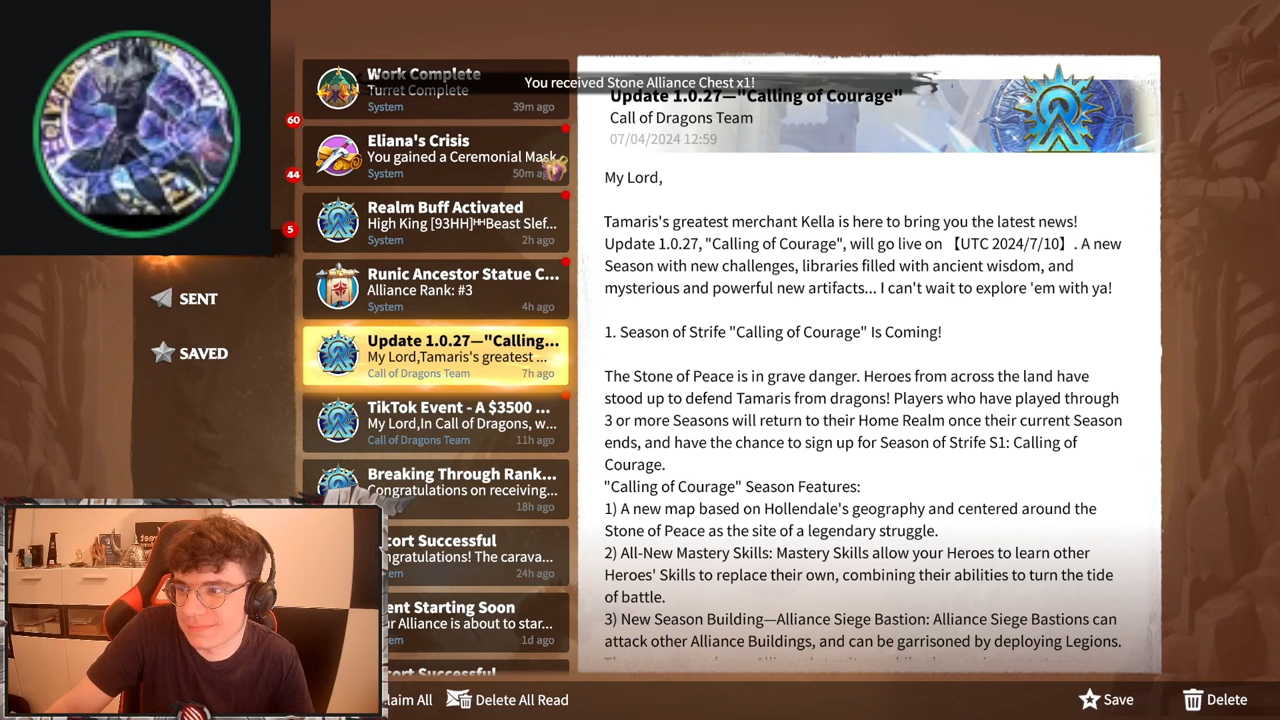 Work Complete
Turret Complete
System
39m ago
60
Eliana's Crisis
You gained a Ceremonial Mask
System
50m ag
44
Realm Buff Activated
High King [93HH]ᴴᴴBeast Slef...
System
2h ago
5
Runic Ancestor Statue C...
Alliance Rank: #3
System
4h ago
SENT
SAVED
Update 1.0.27—"Calling...
My Lord,Tamaris's greatest ...
Call of Dragons Team
7h ago
TikTok Event - A $3500 ...
My Lord,In Call of Dragons, w...
Call of Dragons Team
11h ago
Breaking Through Rank...
Congratulations on receiving...
18h ago
cort Successful
ngratulations! The carava...
em
24h ago
ent Starting Soon
ur Alliance is about to star...
em
1d ago
cort Successful
aim All
Delete All Read
You received Stone Alliance Chest x1!
Update 1.0.27—"Calling of Courage"
Call of Dragons Team
07/04/2024 12:59
My Lord,
Tamaris's greatest merchant Kella is here to bring you the latest news!
Update 1.0.27, "Calling of Courage", will go live on 【UTC 2024/7/10】. A new
Season with new challenges, libraries filled with ancient wisdom, and
mysterious and powerful new artifacts... I can't wait to explore 'em with ya!
1. Season of Strife "Calling of Courage" Is Coming!
The Stone of Peace is in grave danger. Heroes from across the land have
stood up to defend Tamaris from dragons! Players who have played through
3 or more Seasons will return to their Home Realm once their current Season
ends, and have the chance to sign up for Season of Strife S1: Calling of
Courage.
"Calling of Courage" Season Features:
1) A new map based on Hollendale's geography and centered around the
Stone of Peace as the site of a legendary struggle.
2) All-New Mastery Skills: Mastery Skills allow your Heroes to learn other
Heroes' Skills to replace their own, combining their abilities to turn the tide
of battle.
3) New Season Building—Alliance Siege Bastion: Alliance Siege Bastions can
attack other Alliance Buildings, and can be garrisoned by deploying Legions.
Save
Delete